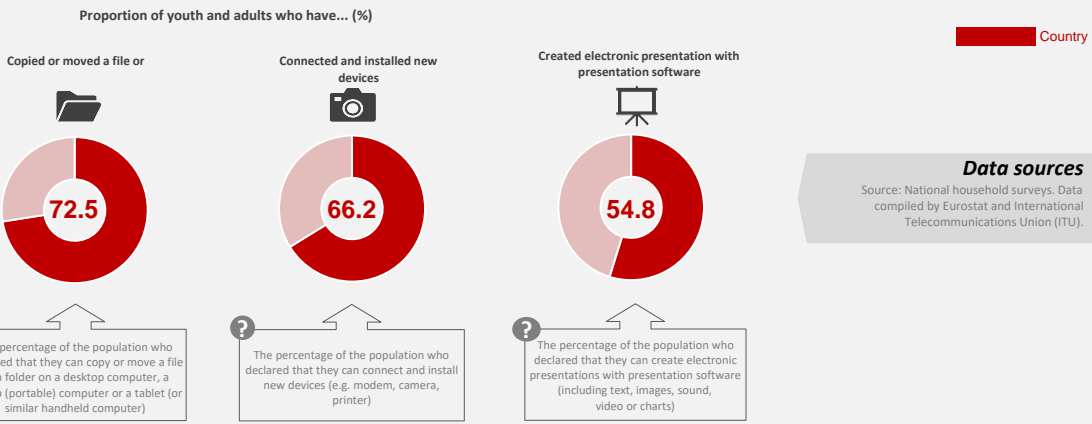 Proportion of youth and adults who have... (%)
Country
Copied or moved a file or
Connected and installed new
devices
Created electronic presentation with
presentation software
72.5
66.2
54.8
Data sources
Source: National household surveys. Data
compiled by Eurostat and International
Telecommunications Union (ITU).
percentage of the population who
ed that they can copy or move a file
folder on a desktop computer, a
(portable) computer or a tablet (or
similar handheld computer)
?
The percentage of the population who
declared that they can connect and install
new devices (e.g. modem, camera,
printer)
?
The percentage of the population who
declared that they can create electronic
presentations with presentation software
(including text, images, sound,
video or charts)